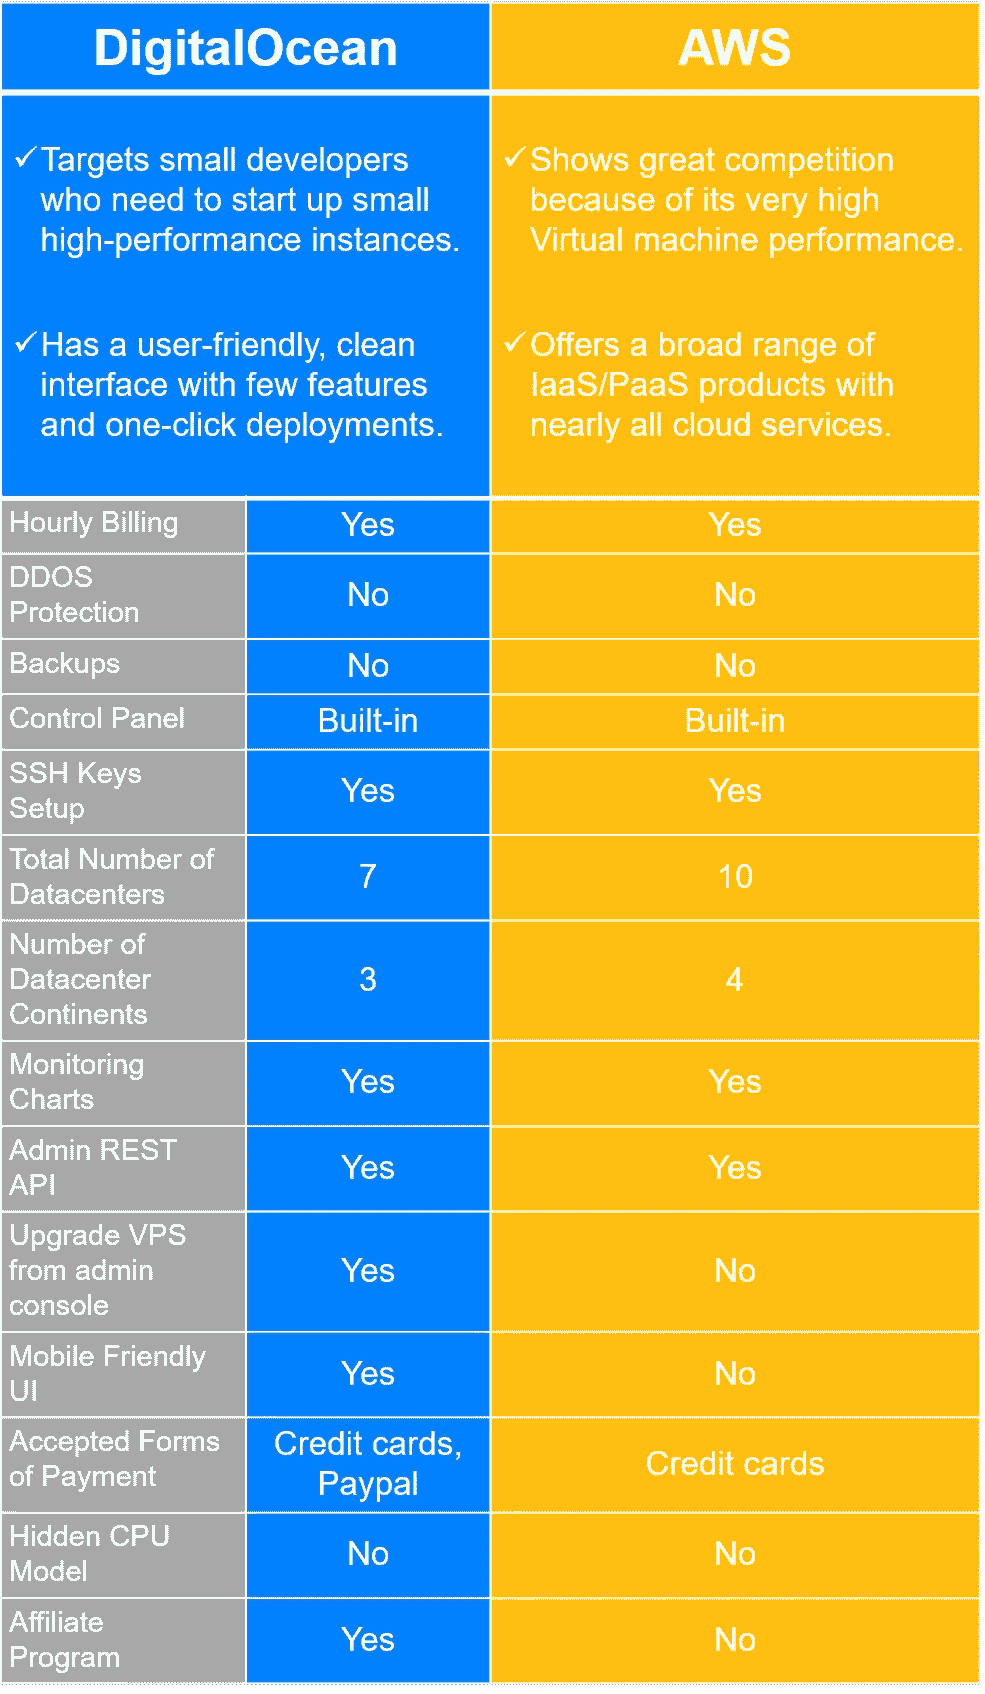 DigitalOcean
AWS
✓ Targets small developers
who need to start up small
high-performance instances.
✓ Has a user-friendly, clean
interface with few features
and one-click deployments.
✓ Shows great competition
because of its very high
Virtual machine performance.
✓ Offers a broad range of
IaaS/PaaS products with
nearly all cloud services.
Hourly Billing
Yes
Yes
DDOS
Protection
No
No
Backups
No
No
Control Panel
Built-in
Built-in
SSH Keys
Setup
Yes
Yes
Total Number of
Datacenters
7
10
Number of
Datacenter
Continents
3
4
Monitoring
Charts
Yes
Yes
Admin REST
API
Yes
Yes
Upgrade VPS
from admin
console
Yes
No
Mobile Friendly
UI
Yes
No
Accepted Forms
of Payment
Credit cards,
Paypal
Credit cards
Hidden CPU
Model
No
No
Affiliate
Program
Yes
No